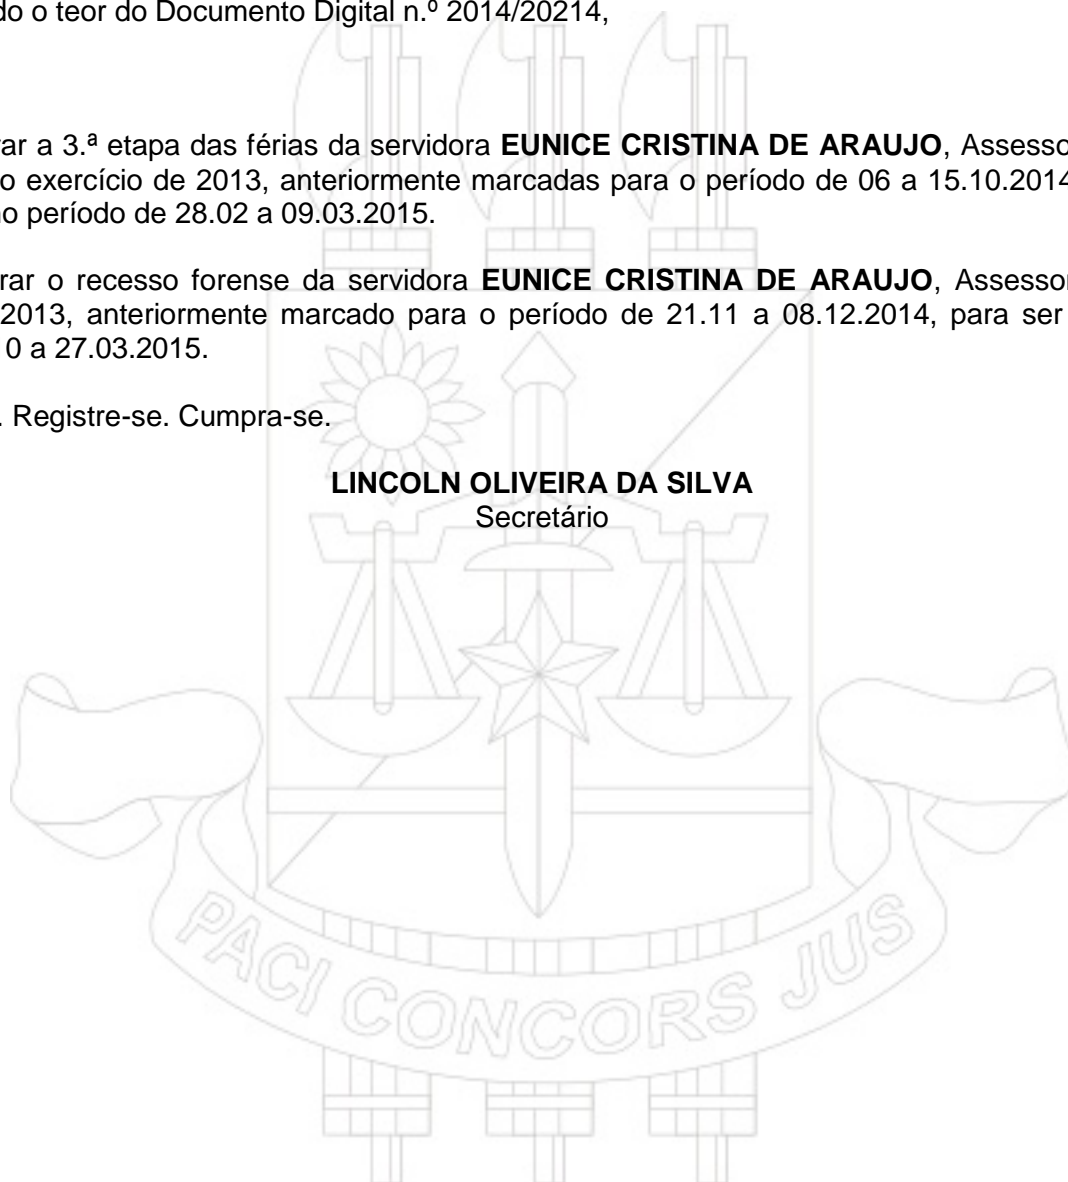 do o teor do Documento Digital n.º 2014/20214,
rar a 3.ª etapa das férias da servidora EUNICE CRISTINA DE ARAUJO, Assesso
o exercício de 2013, anteriormente marcadas para o período de 06 a 15.10.2014
no período de 28.02 a 09.03.2015.
rar o recesso forense da servidora EUNICE CRISTINA DE ARAUJO, Assessor
2013, anteriormente marcado para o período de 21.11 a 08.12.2014, para ser
0 a 27.03.2015.
. Registre-se. Cumpra-se.
LINCOLN OLIVEIRA DA SILVA
Secretário
PACI CONCORS JUS